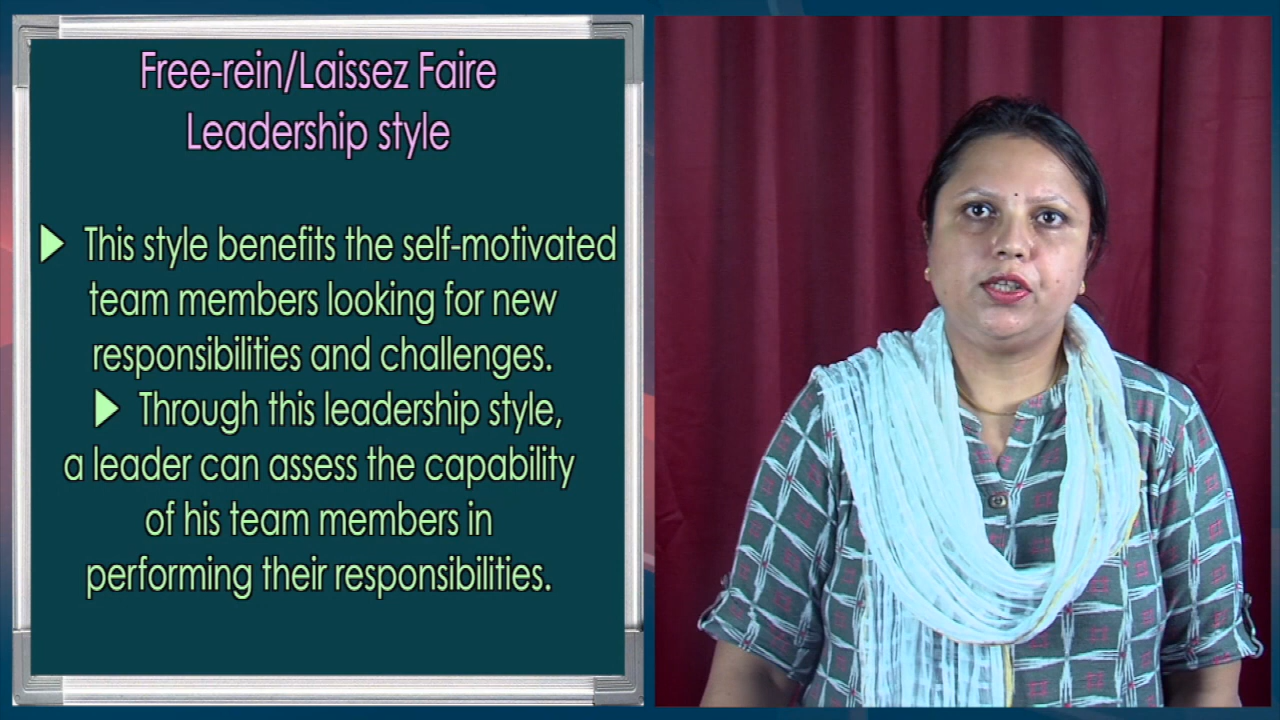 Free-rein/Laissez Faire
Leadership style
▶ This style benefits the self-motivated
team members looking for new
responsibilities and challenges.
▶ Through this leadership style,
a leader can assess the capability
of his team members in
performing their responsibilities.